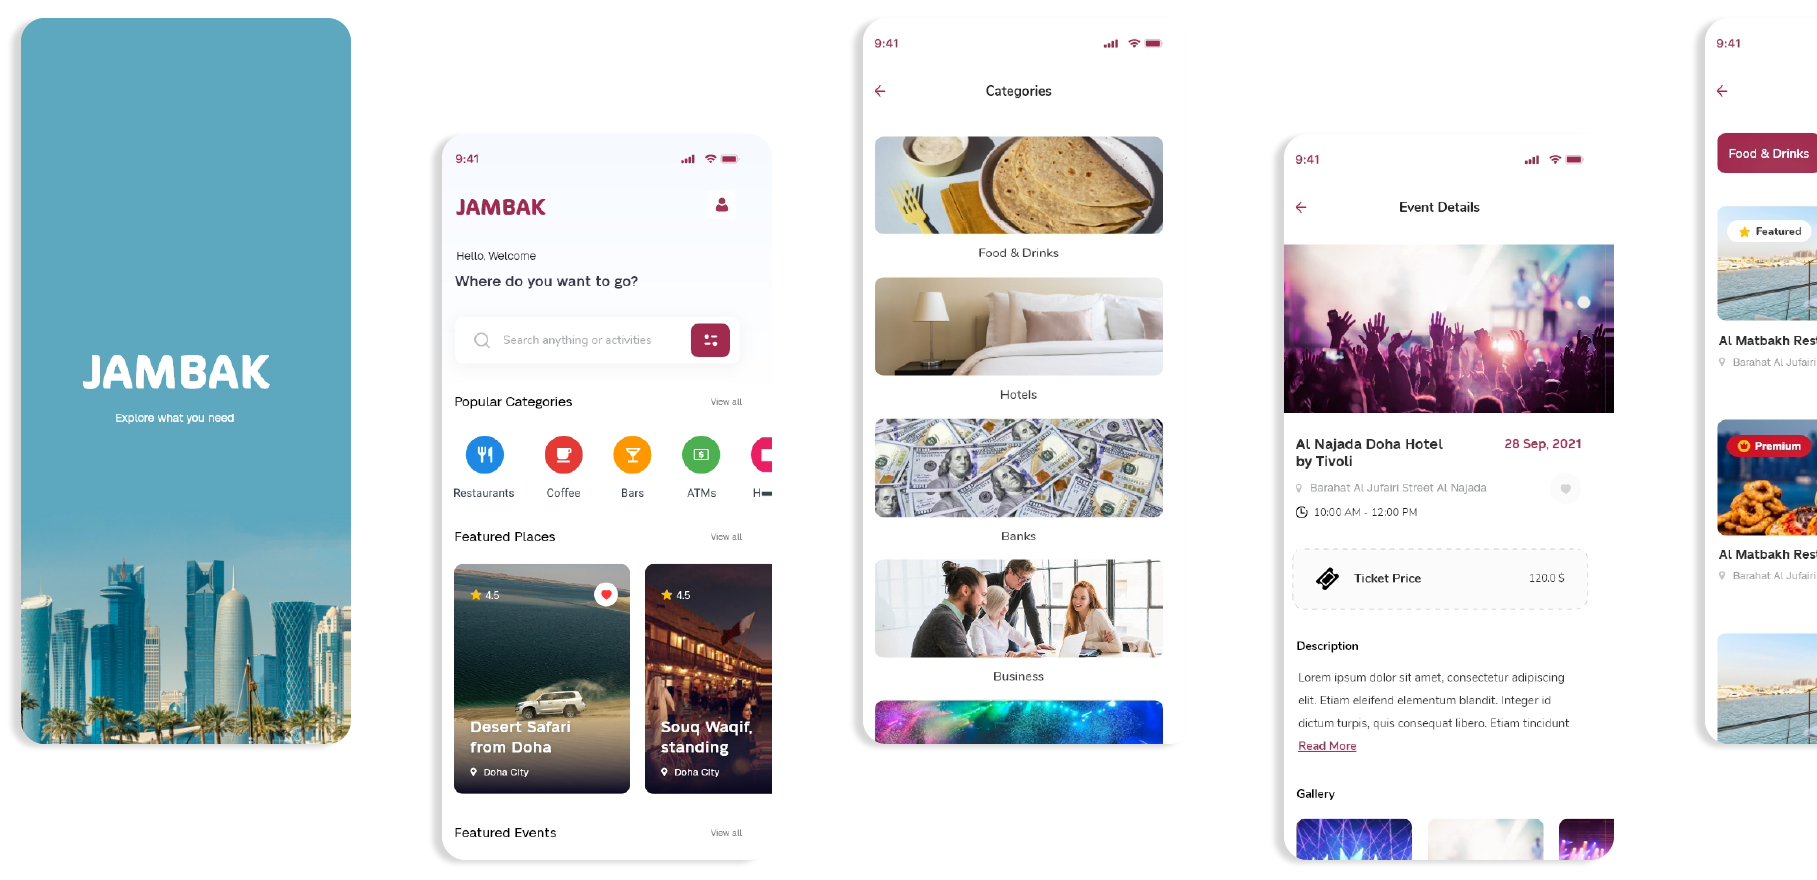 JAMBAK
Explore what you need
9:41
JAMBAK
Hello, Welcome
Where do you want to go?
Search anything or activities
Popular Categories
View all
Restaurants
Coffee
Bars
ATMs
H
Featured Places
View all
4.5
Desert Safari
from Doha
Doha City
4.5
Souq Waqif,
standing
Doha City
Featured Events
View all
9:41
Categories
Food & Drinks
Hotels
Banks
Business
9:41
Event Details
Al Najada Doha Hotel
by Tivoli
28 Sep, 2021
Barahat Al Jufairi Street Al Najada
10:00 AM - 12:00 PM
Ticket Price
120.0 $
Description
Lorem ipsum dolor sit amet, consectetur adipiscing
elit. Etiam eleifend elementum blandit. Integer id
dictum turpis, quis consequat libero. Etiam tincidunt
Read More
Gallery
9:41
Food & Drinks
Featured
Al Matbakh Rest
Barahat Al Jufairi
Premium
Al Matbakh Rest
Barahat Al Jufairi